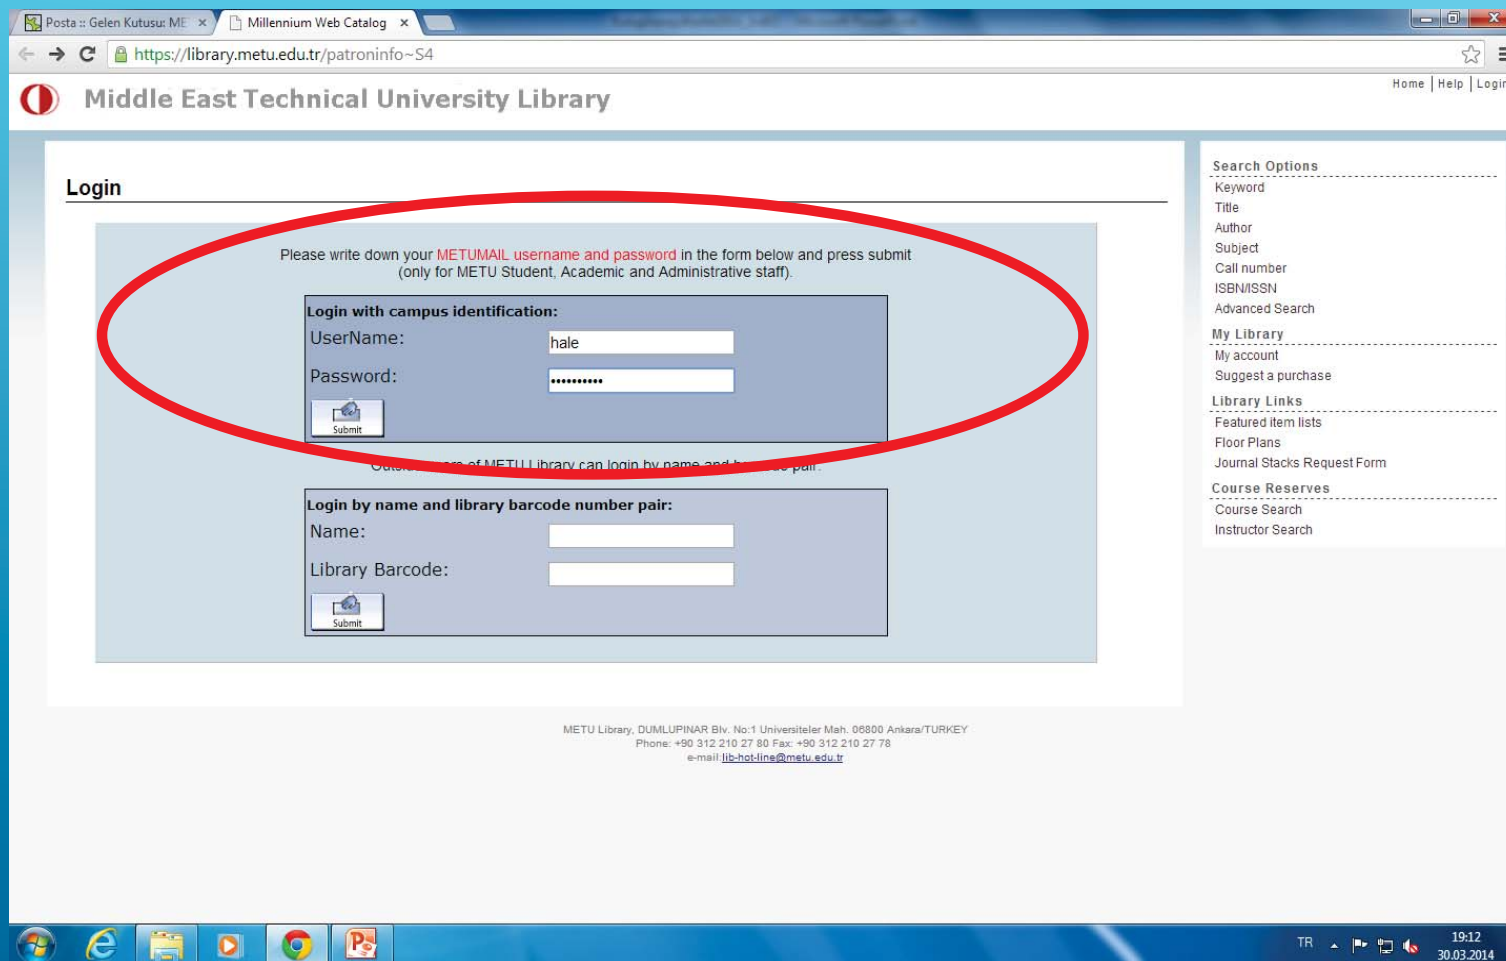 Posta :: Gelen Kutusu: ME
Millennium Web Catalog
https://library.metu.edu.tr/patroninfo~S4
Home | Help | Login
Middle East Technical University Library
Login
Please write down your METUMAIL username and password in the form below and press submit
(only for METU Student, Academic and Administrative staff).
Login with campus identification:
UserName:
hale
Password:
••••••••••
Submit
of METU Library can login by name and
pair.
Login by name and library barcode number pair:
Name:
Library Barcode:
Submit
Search Options
Keyword
Title
Author
Subject
Call number
ISBN/ISSN
Advanced Search
My Library
My account
Suggest a purchase
Library Links
Featured item lists
Floor Plans
Journal Stacks Request Form
Course Reserves
Course Search
Instructor Search
METU Library, DUMLUPINAR Blv. No:1 Universiteler Mah. 06800 Ankara/TURKEY
Phone: +90 312 210 27 80 Fax: +90 312 210 27 78
e-mail:lib-hot-line@metu.edu.tr
TR
19:12
30.03.2014